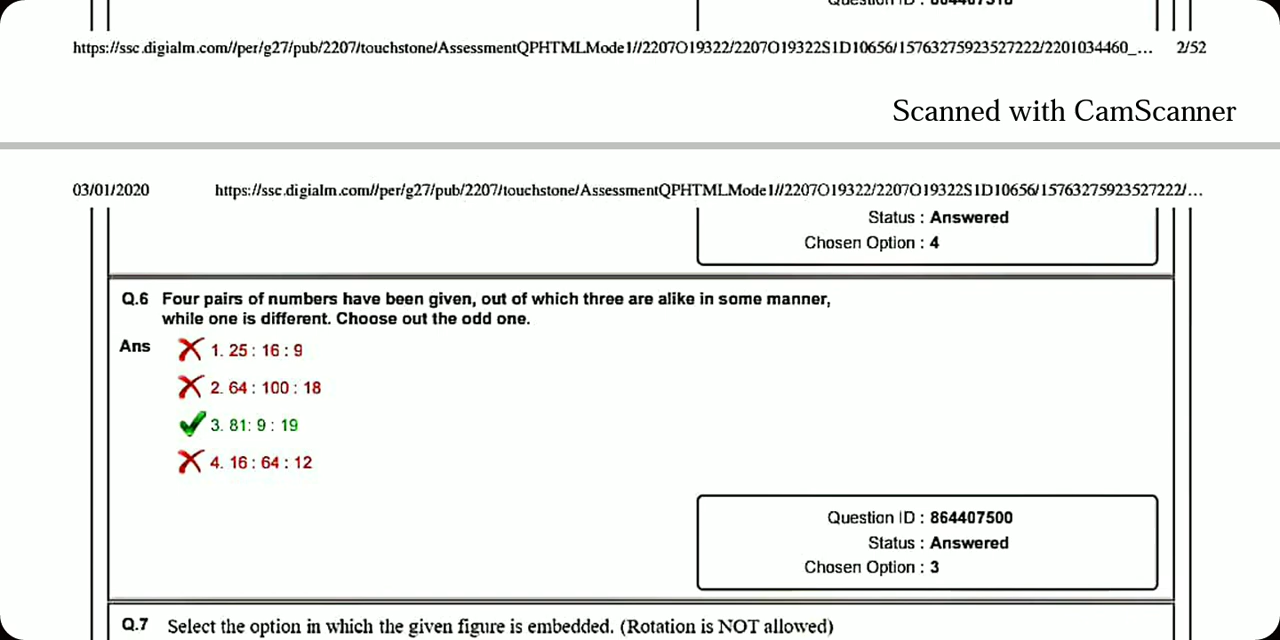 https://ssc.digialm.com//per/g27/pub/2207/touchstone/AssessmentQPHTMLMode1//2207O19322/2207O19322S1D10656/15763275923527222/2201034460_… 2/52
Scanned with CamScanner
03/01/2020 https://ssc.digialm.com//per/g27/pub/2207/touchstone/AssessmentQPHTMLMode1//2207O19322/2207O19322S1D10656/15763275923527222/…
Status : Answered
Chosen Option : 4
Q.6 Four pairs of numbers have been given, out of which three are alike in some manner,
while one is different. Choose out the odd one.
Ans 1. 25 : 16 : 9
2. 64 : 100 : 18
3. 81: 9 : 19
4. 16 : 64 : 12
Question ID : 864407500
Status : Answered
Chosen Option : 3
Q.7 Select the option in which the given figure is embedded. (Rotation is NOT allowed)